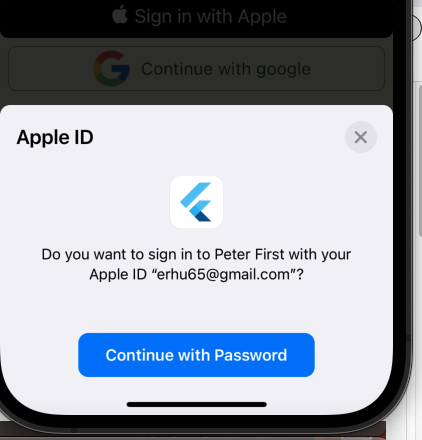 Sign in with Apple
Continue with google
Apple ID
Do you want to sign in to Peter First with your
Apple ID “erhu65@gmail.com”?
Continue with Password